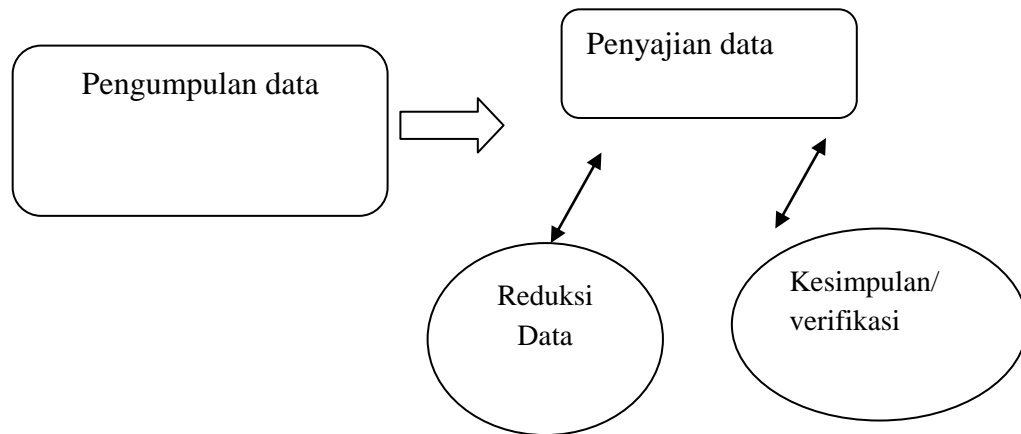 Pengumpulan data
Penyajian data
Reduksi
Data
Kesimpulan/
verifikasi